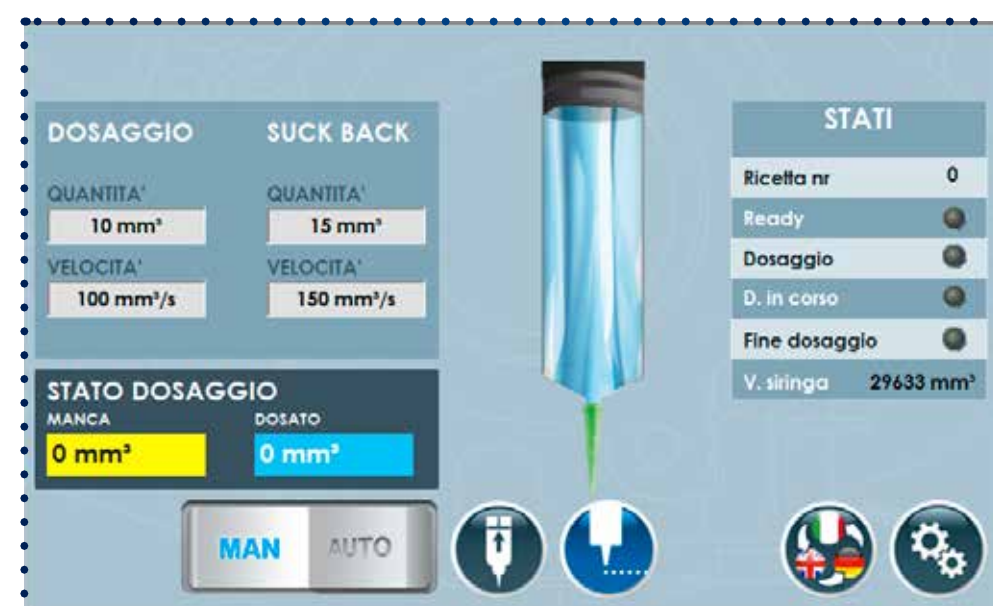 DOSAGGIO
QUANTITA'
10 mm³
VELOCITA'
100 mm³/s
SUCK BACK
QUANTITA'
15 mm³
VELOCITA'
150 mm³/s
STATO DOSAGGIO
MANCA
0 mm³
DOSATO
0 mm³
MAN AUTO
STATI
Ricetta nr 0
Ready
Dosaggio
D. in corso
Fine dosaggio
V. siringa 29633 mm³